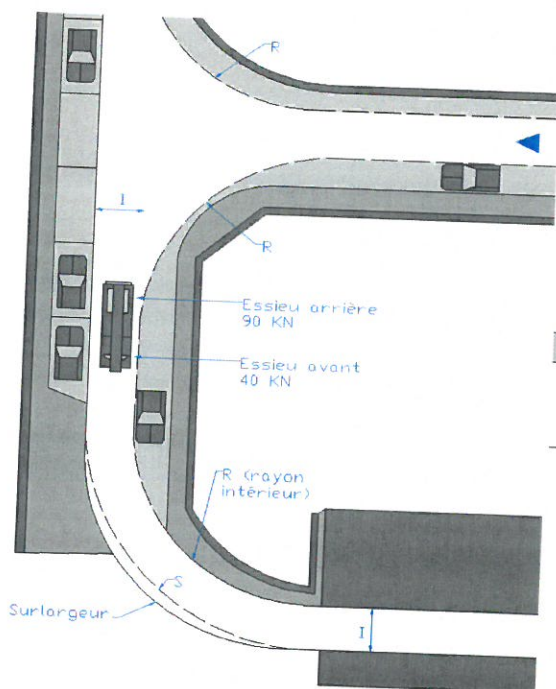 R
I
R
Essieu arrière
90 KN
Essieu avant
40 KN
R (rayon
intérieur)
S
Surlargeur
I